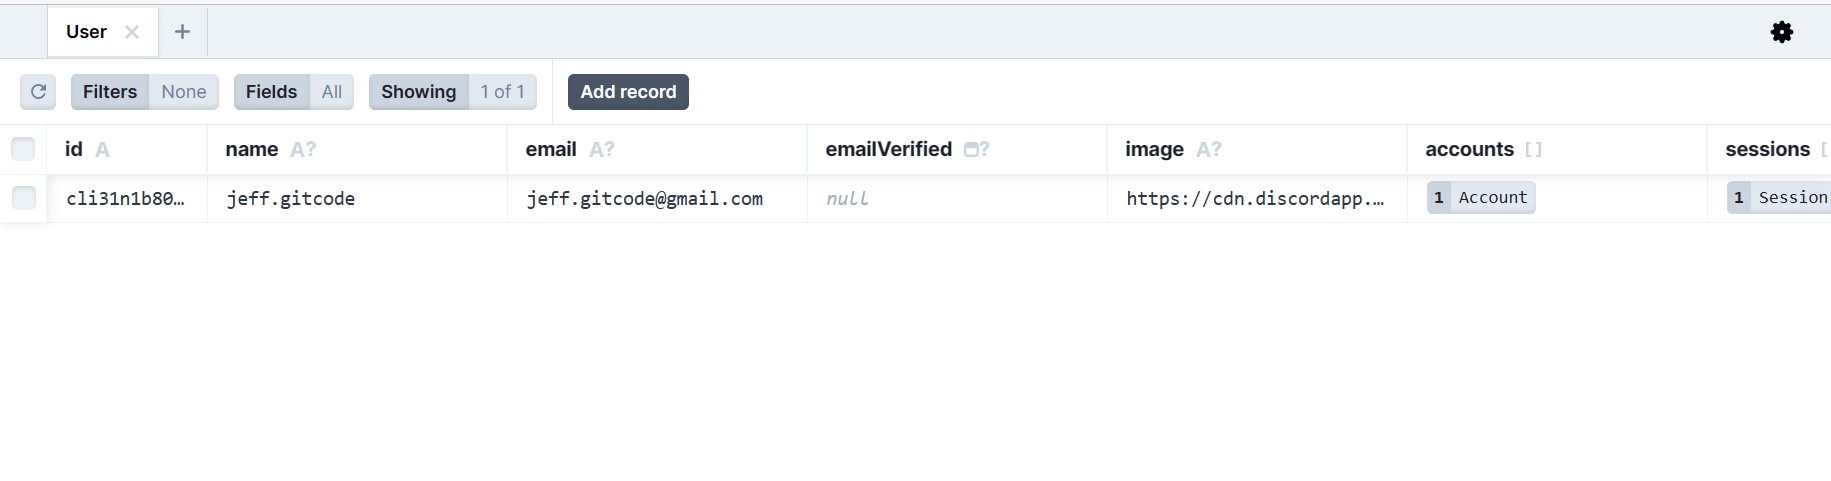 User
Filters None Fields All Showing 1 of 1 Add record
id A name A? email A? emailVerified ? image A? accounts [] sessions [
cli31n1b80… jeff.gitcode jeff.gitcode@gmail.com null https://cdn.discordapp.… 1 Account 1 Session